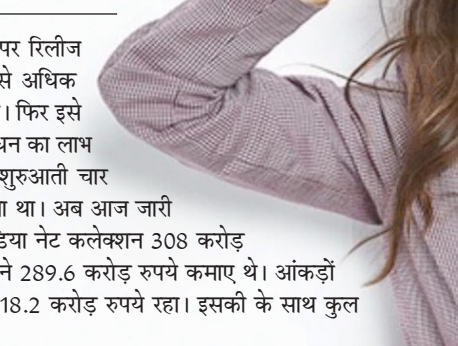 पर रिलीज
से अधिक
। फिर इसे
धन का लाभ
शुरुआती चार
था। अब आज जारी
नेट कलेक्शन 308 करोड़
ने 289.6 करोड़ रुपये कमाए थे। आंकड़ों
18.2 करोड़ रुपये रहा। इसकी के साथ कुल